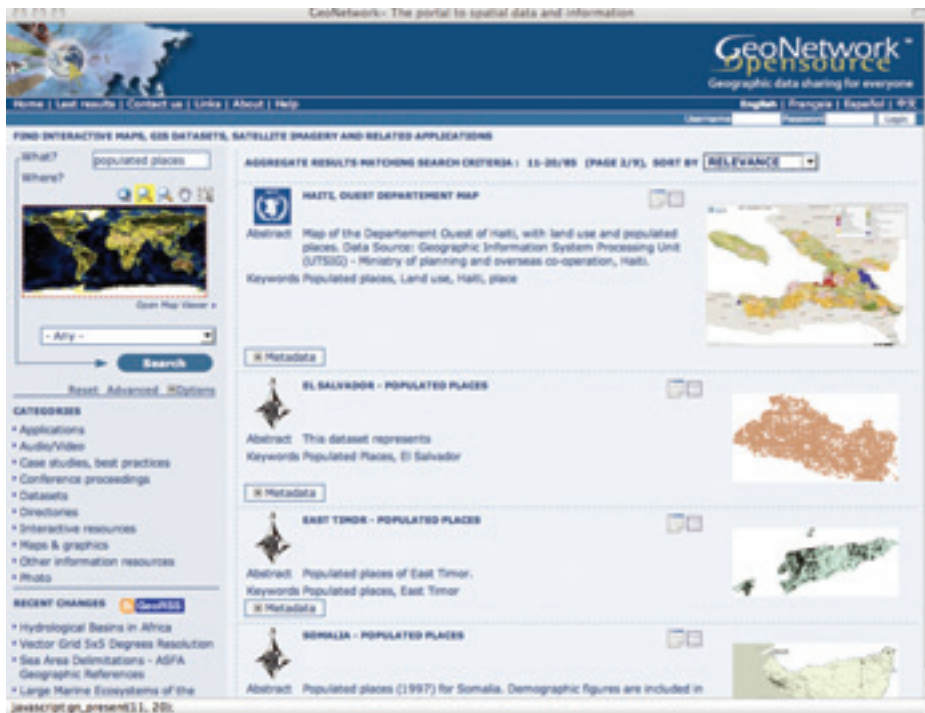 GeoNetwork - The portal to spatial data and information
GeoNetwork
Opensource
Geographic data sharing for everyone
Home | Last results | Contact us | Links | About | Help
English | Français | Español | 中文
Username Password Login
FIND INTERACTIVE MAPS, GIS DATASETS, SATELLITE IMAGERY AND RELATED APPLICATIONS
What? populated places
Where?
Open Map Viewer »
- Any -
Search
Reset Advanced Options
CATEGORIES
Applications
Audio/Video
Case studies, best practices
Conference proceedings
Datasets
Directories
Interactive resources
Maps & graphics
Other information resources
Photo
RECENT CHANGES GeoRSS
Hydrological Basins in Africa
Vector Grid 5x5 Degrees Resolution
Sea Area Delimitations - ASFA
Geographic References
Large Marine Ecosystems of the
AGGREGATE RESULTS MATCHING SEARCH CRITERIA : 11-20/85 (PAGE 2/9), SORT BY RELEVANCE
HAITI, OUEST DEPARTEMENT MAP
Abstract Map of the Departement Ouest of Haiti, with land use and populated
places. Data Source: Geographic Information System Processing Unit
(UTSIG) - Ministry of planning and overseas co-operation, Haiti.
Keywords Populated places, Land use, Haiti, place
Metadata
EL SALVADOR - POPULATED PLACES
Abstract This dataset represents
Keywords Populated Places, El Salvador
Metadata
EAST TIMOR - POPULATED PLACES
Abstract Populated places of East Timor.
Keywords Populated places, East Timor
Metadata
SOMALIA - POPULATED PLACES
Abstract Populated places (1997) for Somalia. Demographic figures are included in
javascript:gn_present(11, 20);